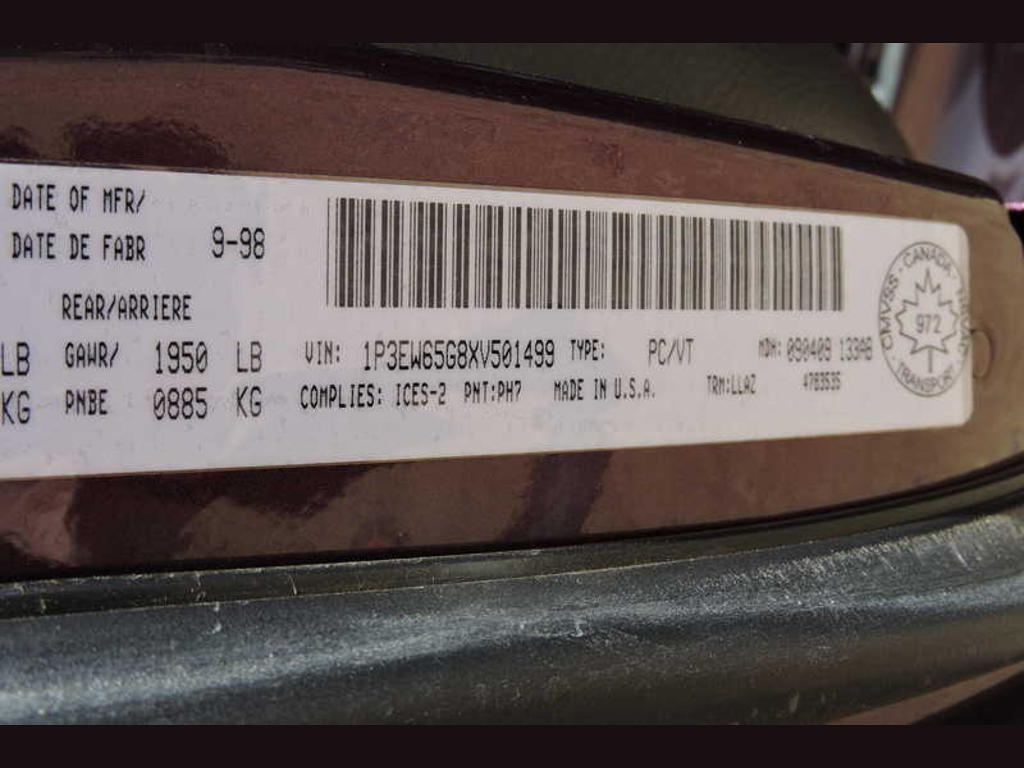 DATE OF MFR/
DATE DE FABR 9-98
REAR/ARRIERE
LB GAWR/ 1950 LB
KG PNBE 0885 KG
VIN: 1P3EW65G8XV501499 TYPE: PC/VT MDH: 090409 133AB
COMPLIES: ICES-2 PNT:PH7 MADE IN U.S.A. TRM:LLAZ 4783535
CMVSS - CANADA - NSVAC
972
TRANSPORT